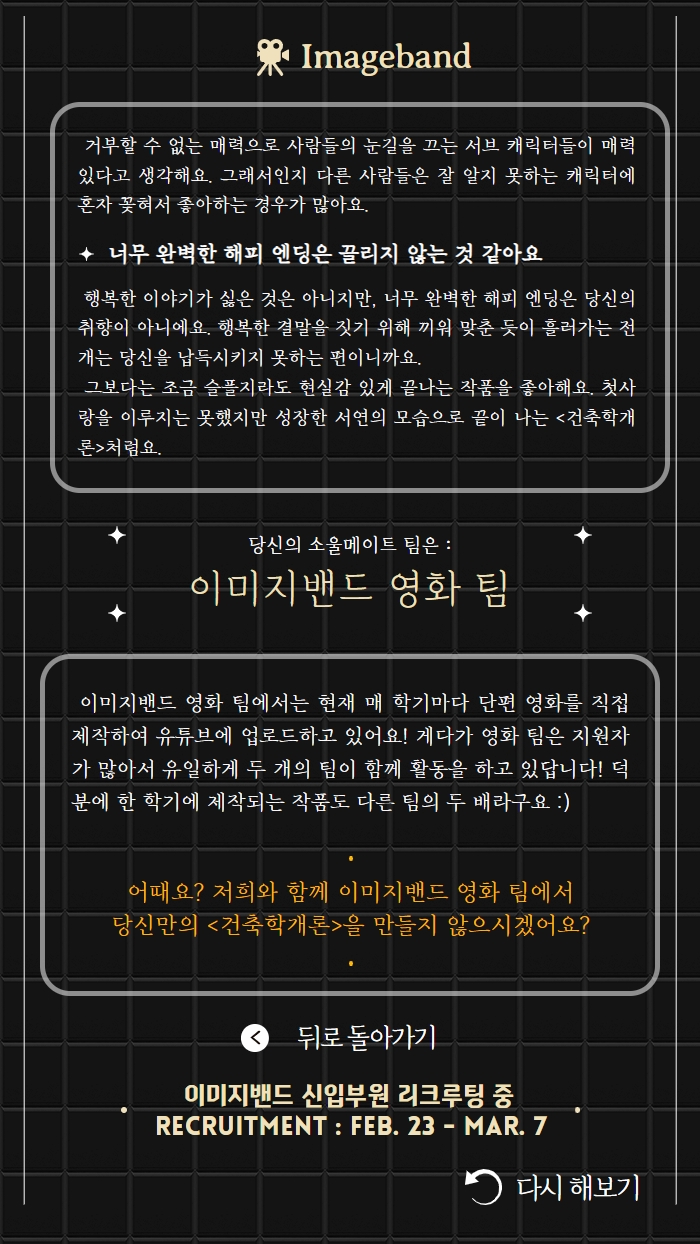 Imageband
거부할 수 없는 매력으로 사람들의 눈길을 끄는 서브 캐릭터들이 매력
있다고 생각해요. 그래서인지 다른 사람들은 잘 알지 못하는 캐릭터에
혼자 꽂혀서 좋아하는 경우가 많아요.
✦ 너무 완벽한 해피 엔딩은 끌리지 않는 것 같아요
행복한 이야기가 싫은 것은 아니지만, 너무 완벽한 해피 엔딩은 당신의
취향이 아니에요. 행복한 결말을 짓기 위해 끼워 맞춘 듯이 흘러가는 전
개는 당신을 납득시키지 못하는 편이니까요.
그보다는 조금 슬플지라도 현실감 있게 끝나는 작품을 좋아해요. 첫사
랑을 이루지는 못했지만 성장한 서연의 모습으로 끝이 나는 <건축학개
론>처럼요.
당신의 소울메이트 팀은 :
이미지밴드 영화 팀
이미지밴드 영화 팀에서는 현재 매 학기마다 단편 영화를 직접
제작하여 유튜브에 업로드하고 있어요! 게다가 영화 팀은 지원자
가 많아서 유일하게 두 개의 팀이 함께 활동을 하고 있답니다! 덕
분에 한 학기에 제작되는 작품도 다른 팀의 두 배라구요 :)
어때요? 저희와 함께 이미지밴드 영화 팀에서
당신만의 <건축학개론>을 만들지 않으시겠어요?
뒤로 돌아가기
이미지밴드 신입부원 리크루팅 중
RECRUITMENT : FEB. 23 - MAR. 7
다시 해보기